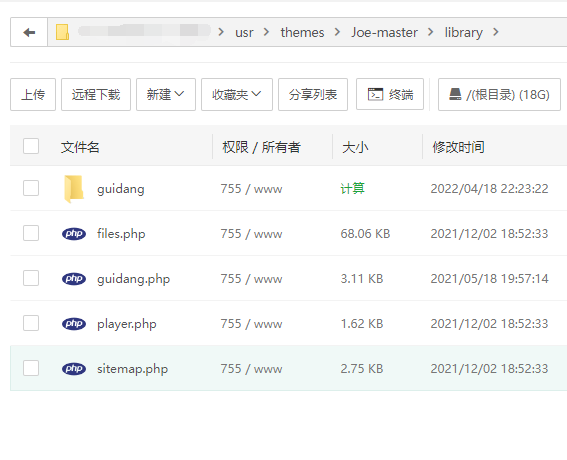 usr > themes > Joe-master > library >
上传 远程下载 新建 收藏夹 分享列表 终端 /(根目录) (18G)
文件名 权限 / 所有者 大小 修改时间
guidang 755 / www 计算 2022/04/18 22:23:22
php files.php 755 / www 68.06 KB 2021/12/02 18:52:33
php guidang.php 755 / www 3.11 KB 2021/05/18 19:57:14
php player.php 755 / www 1.62 KB 2021/12/02 18:52:33
php sitemap.php 755 / www 2.75 KB 2021/12/02 18:52:33